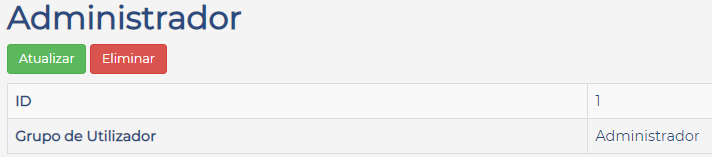 Administrador
Atualizar Eliminar
ID 1
Grupo de Utilizador Administrador